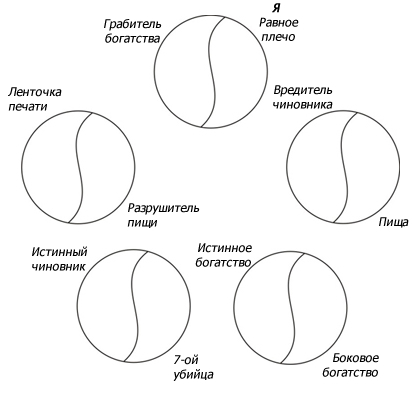 Я
Грабитель
богатства
Равное
плечо
Ленточка
печати
Вредитель
чиновника
Разрушитель
пищи
Пища
Истинный
чиновник
Истинное
богатство
7-ой
убийца
Боковое
богатство